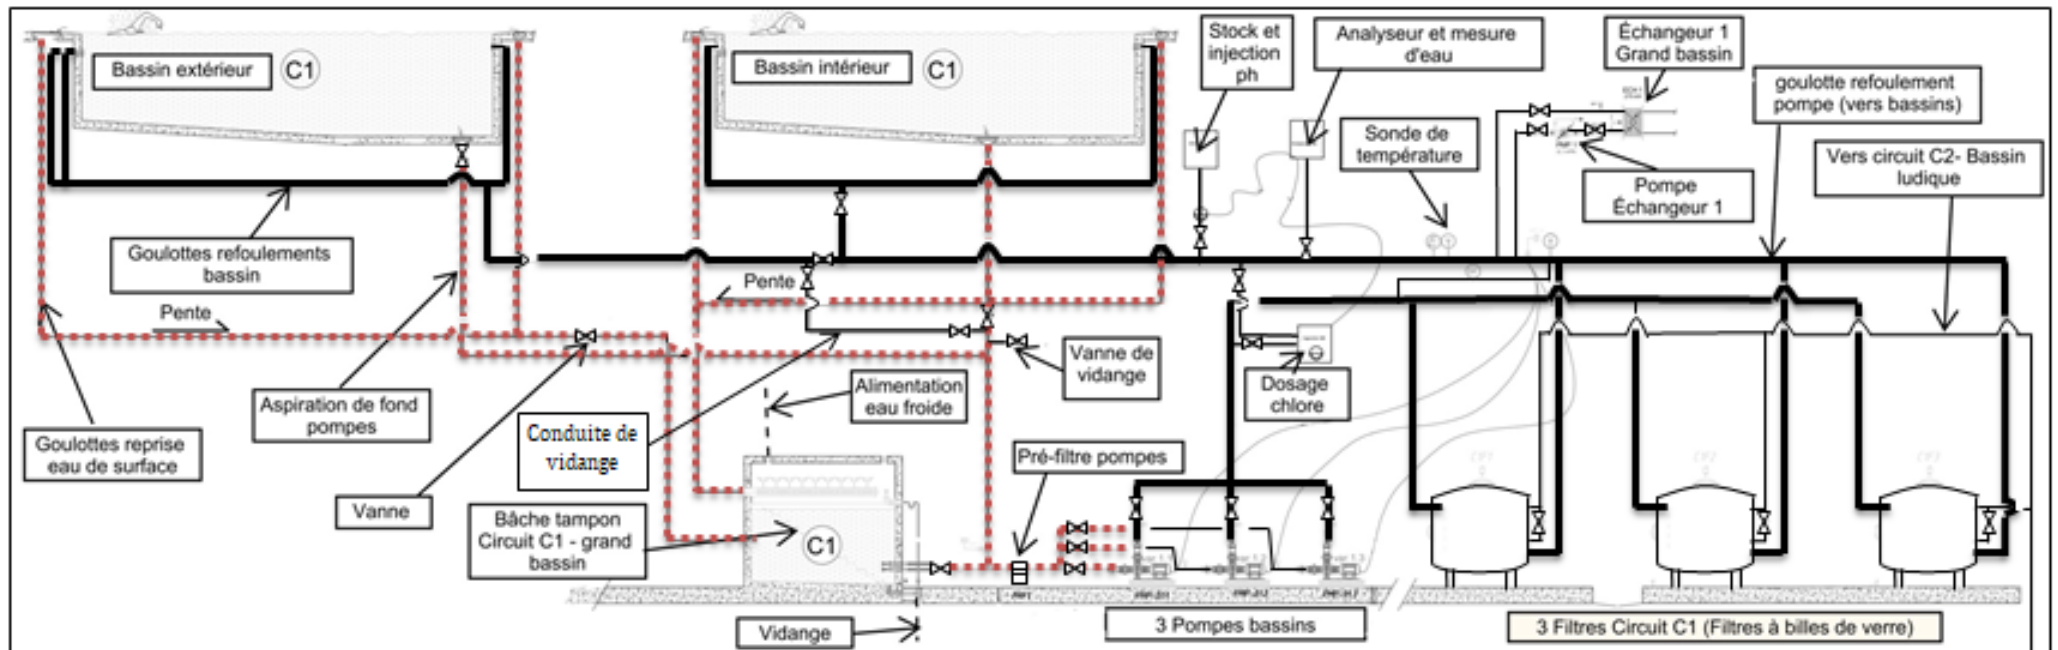 Bassin extérieur
C1
Bassin intérieur
C1
Stock et
injection
ph
Analyseur et mesure
d'eau
Échangeur 1
Grand bassin
goulotte refoulement
pompe (vers bassins)
Sonde de
température
Vers circuit C2- Bassin
ludique
Pompe
Échangeur 1
Goulottes refoulements
bassin
Pente
Pente
Vanne de
vidange
Dosage
chlore
Alimentation
eau froide
Aspiration de fond
pompes
Conduite de
vidange
Goulottes reprise
eau de surface
Pré-filtre pompes
Vanne
Bâche tampon
Circuit C1 - grand
bassin
C1
Vidange
3 Pompes bassins
3 Filtres Circuit C1 (Filtres à billes de verre)